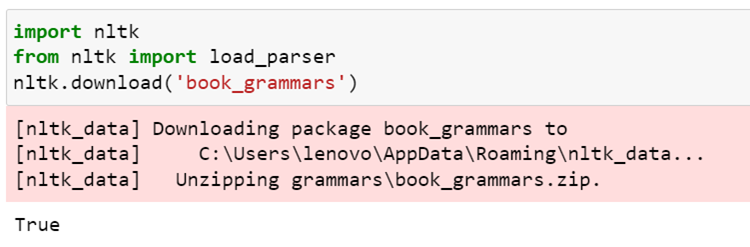 import nltk
from nltk import load_parser
nltk.download('book_grammars')
[nltk_data] Downloading package book_grammars to
[nltk_data]     C:\Users\lenovo\AppData\Roaming\nltk_data...
[nltk_data]   Unzipping grammars\book_grammars.zip.
True